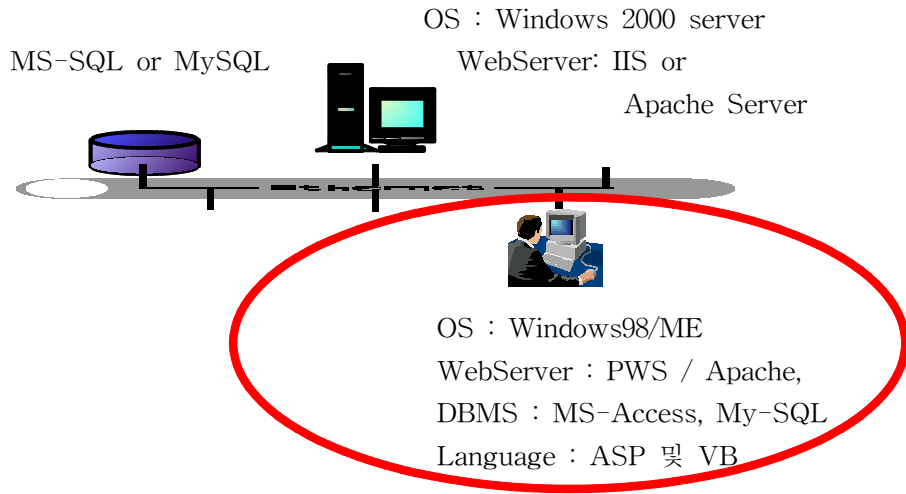 OS : Windows 2000 server
MS-SQL or MySQL
WebServer: IIS or
Apache Server
Ethernet
OS : Windows98/ME
WebServer : PWS / Apache,
DBMS : MS-Access, My-SQL
Language : ASP 및 VB